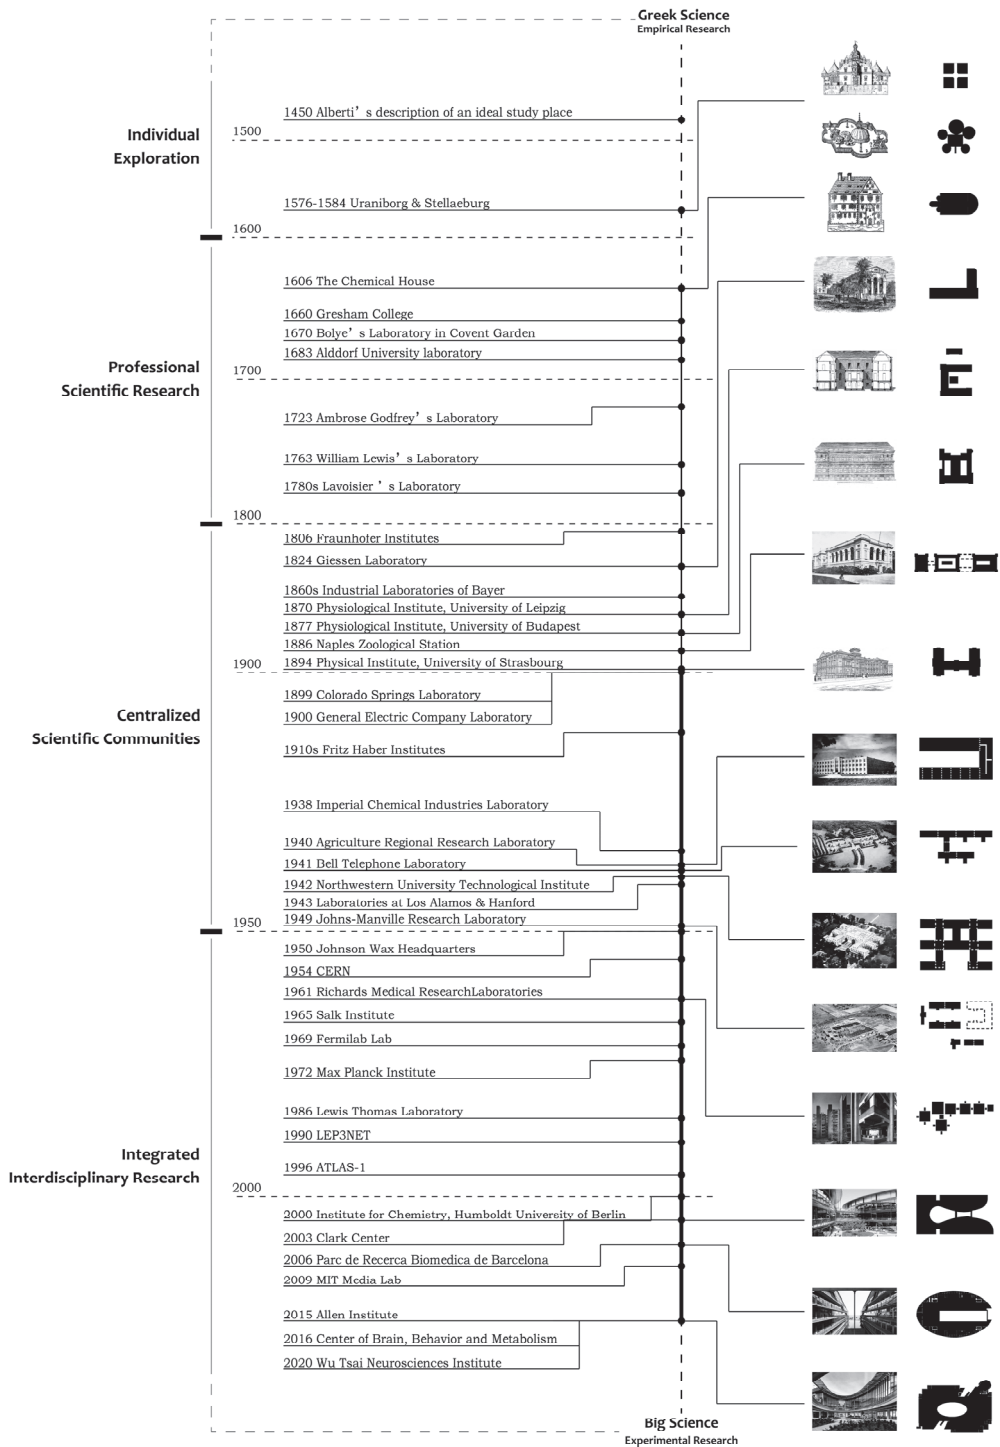 Greek Science
Empirical Research
1450 Alberti’ s description of an ideal study place
Individual
Exploration
1500
1576-1584 Uraniborg & Stellaeburg
1600
1606 The Chemical House
1660 Gresham College
1670 Bolye’ s Laboratory in Covent Garden
1683 Alddorf University laboratory
Professional
Scientific Research
1700
1723 Ambrose Godfrey’ s Laboratory
1763 William Lewis’ s Laboratory
1780s Lavoisier ’ s Laboratory
1800
1806 Fraunhofer Institutes
1824 Giessen Laboratory
1860s Industrial Laboratories of Bayer
1870 Physiological Institute, University of Leipzig
1877 Physiological Institute, University of Budapest
1886 Naples Zoological Station
1894 Physical Institute, University of Strasbourg
1900
1899 Colorado Springs Laboratory
1900 General Electric Company Laboratory
Centralized
Scientific Communities
1910s Fritz Haber Institutes
1938 Imperial Chemical Industries Laboratory
1940 Agriculture Regional Research Laboratory
1941 Bell Telephone Laboratory
1942 Northwestern University Technological Institute
1943 Laboratories at Los Alamos & Hanford
1949 Johns-Manville Research Laboratory
1950
1950 Johnson Wax Headquarters
1954 CERN
1961 Richards Medical ResearchLaboratories
1965 Salk Institute
1969 Fermilab Lab
1972 Max Planck Institute
1986 Lewis Thomas Laboratory
1990 LEP3NET
Integrated
Interdisciplinary Research
1996 ATLAS-1
2000
2000 Institute for Chemistry, Humboldt University of Berlin
2003 Clark Center
2006 Parc de Recerca Biomedica de Barcelona
2009 MIT Media Lab
2015 Allen Institute
2016 Center of Brain, Behavior and Metabolism
2020 Wu Tsai Neurosciences Institute
Big Science
Experimental Research